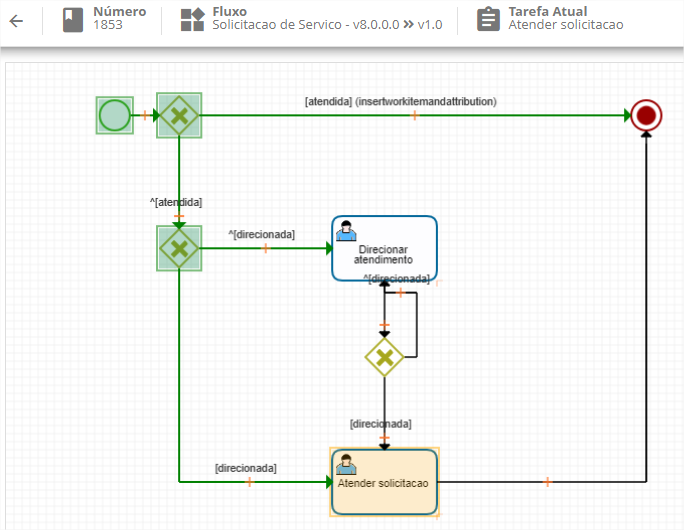 Número
1853
Fluxo
Solicitacao de Servico - v8.0.0.0 » v1.0
Tarefa Atual
Atender solicitacao
[atendida] (insertworkitemandattribution)
^[atendida]
^[direcionada]
Direcionar
atendimento
^[direcionada]
[direcionada]
[direcionada]
Atender solicitacao